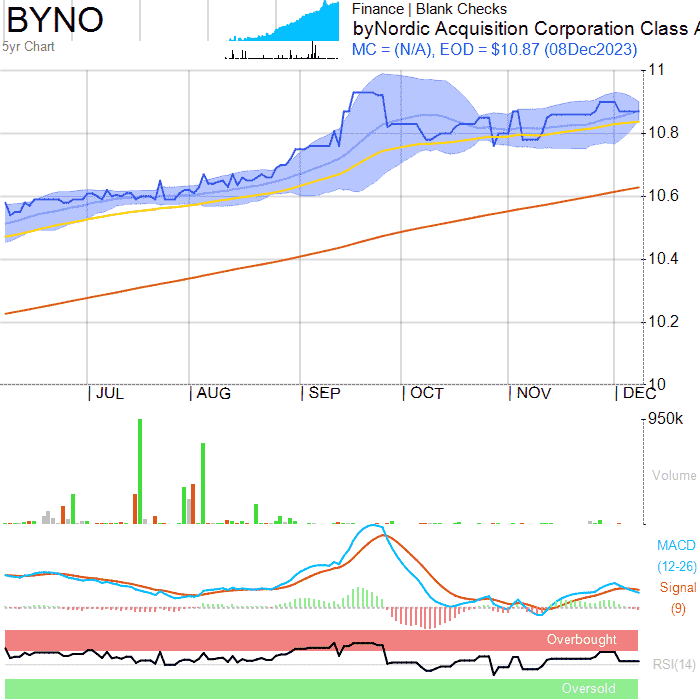 BYNO
5yr Chart
Finance | Blank Checks
byNordic Acquisition Corporation Class A
MC = (N/A), EOD = $10.87 (08Dec2023)
11
10.8
10.6
10.4
10.2
10
JUL
AUG
SEP
OCT
NOV
DEC
950k
Volume
MACD
(12-26)
Signal
(9)
Overbought
RSI(14)
Oversold